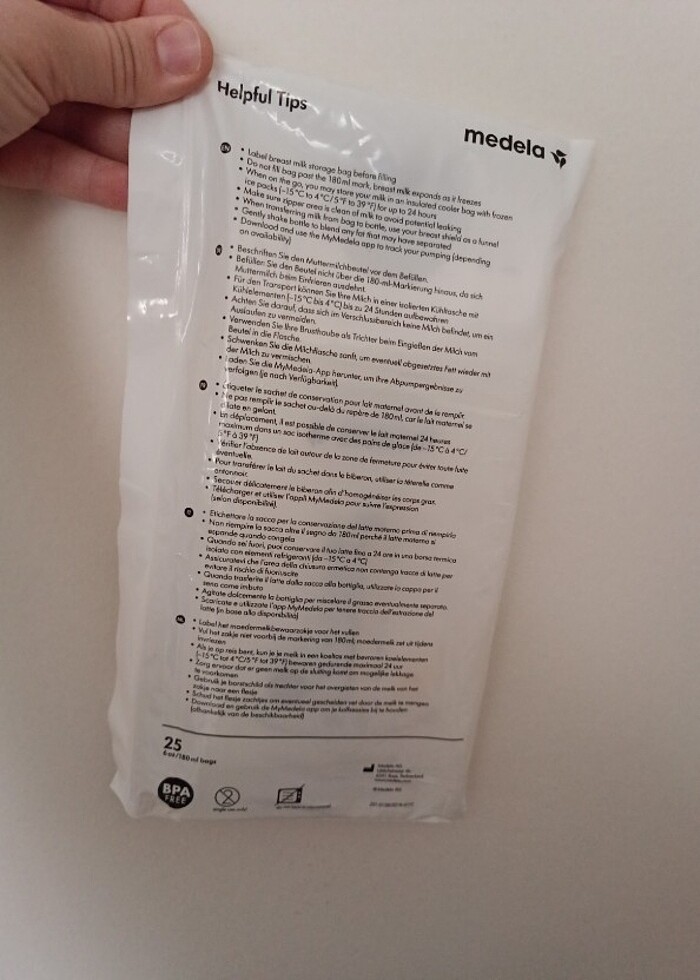 Helpful Tips
medela
EN
• Label breast milk storage bag before filling
• Do not fill bag past the 180ml mark, breast milk expands as it freezes
• When on the go, you may store your milk in an insulated cooler bag with frozen
ice packs (-15°C to 4°C/5°F to 39°F) for up to 24 hours
• Make sure zipper area is clean of milk to avoid potential leaking
• When transferring milk from bag to bottle, use your breast shield as a funnel
• Gently shake bottle to blend any fat that may have separated
• Download and use the MyMedela app to track your pumping (depending
on availability)
• Beschriften Sie den Muttermilchbeutel vor dem Befüllen.
• Befüllen Sie den Beutel nicht über die 180-ml-Markierung hinaus, da sich
Muttermilch beim Einfrieren ausdehnt.
• Für den Transport können Sie Ihre Milch in einer isolierten Kühltasche mit
Kühlelementen (-15°C bis 4°C) bis zu 24 Stunden aufbewahren
• Achten Sie darauf, dass sich im Verschlussbereich keine Milch befindet, um ein
Auslaufen zu vermeiden.
• Verwenden Sie Ihre Brusthaube als Trichter beim Eingießen der Milch vom
Beutel in die Flasche.
• Schwenken Sie die Milchflasche sanft, um eventuell abgesetztes Fett wieder mit
der Milch zu vermischen.
• Laden Sie die MyMedela-App herunter, um Ihre Abpumpergebnisse zu
verfolgen (je nach Verfügbarkeit).
FR
• Étiqueter le sachet de conservation pour lait maternel avant de le remplir
• Ne pas remplir le sachet au-delà du repère de 180ml, car le lait maternel se
dilate en gelant.
• En déplacement, il est possible de conserver le lait maternel 24 heures
maximum dans un sac isotherme avec des pains de glace (de -15°C à 4°C/
5°F à 39°F)
• Vérifier l'absence de lait autour de la zone de fermeture pour éviter toute fuite
éventuelle.
• Pour transférer le lait du sachet dans le biberon, utiliser la téterelle comme
entonnoir.
• Secouer délicatement le biberon afin d'homogénéiser les corps gras.
• Télécharger et utiliser l'appli MyMedela pour suivre l'expression
(selon disponibilité).
• Etichettare la sacca per la conservazione del latte materno prima di riempirla
• Non riempire la sacca oltre il segno da 180ml perché il latte materno si
espande quando congela
• Quando sei fuori, puoi conservare il tuo latte fino a 24 ore in una borsa termica
isolata con elementi refrigeranti (da -15°C a 4°C)
• Assicuratevi che l'area della chiusura ermetica non contenga tracce di latte per
evitare il rischio di fuoriuscite
• Quando trasferite il latte dalla sacca alla bottiglia, utilizzate la coppa per il
seno come imbuto
• Agitate dolcemente la bottiglia per miscelare il grasso eventualmente separato.
• Scaricate e utilizzate l'app MyMedela per tenere traccia dell'estrazione del
latte (in base alla disponibilità)
NL
• Label het moedermelkbewaarzakje voor het vullen
• Vul het zakje niet voorbij de markering van 180ml, moedermelk zet uit tijdens
invriezen
• Als je op reis bent, kun je je melk in een koeltas met bevroren koelelementen
(-15°C tot 4°C/5°F tot 39°F) bewaren gedurende maximaal 24 uur
• Zorg ervoor dat er geen melk op de sluiting komt om mogelijke lekkage
te voorkomen
• Gebruik je borstschild als trechter voor het overgieten van de melk van het
zakje naar een flesje
• Schud het flesje zachtjes om eventueel gescheiden vet door de melk te mengen
• Download en gebruik de MyMedela app om je kolfsessies bij te houden
(afhankelijk van de beschikbaarheid)
25
6 oz/180 ml bags
BPA
FREE
Medela AG